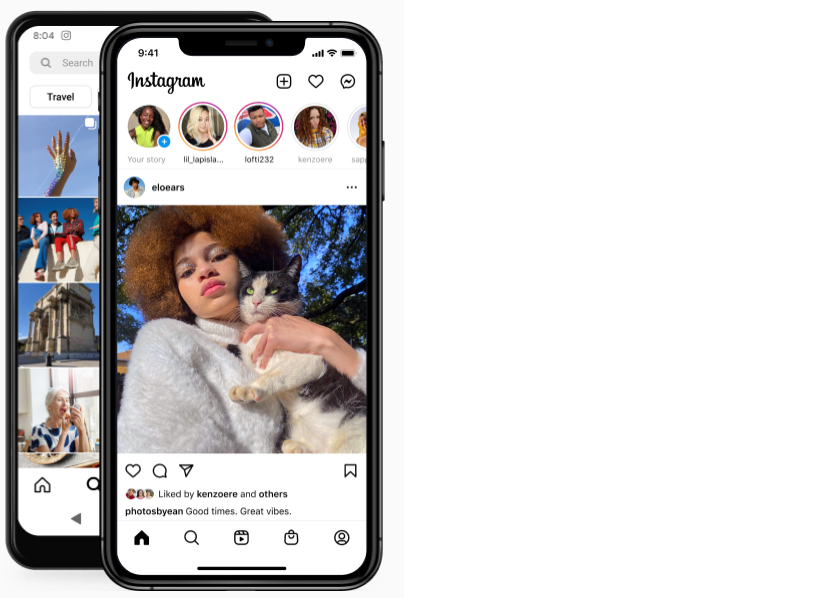 8:04
Search
Travel
9:41
Instagram
Your story
lil_lapisla...
lofti232
kenzoere
sapp
eloears
Liked by kenzoere and others
photosbyean Good times. Great vibes.